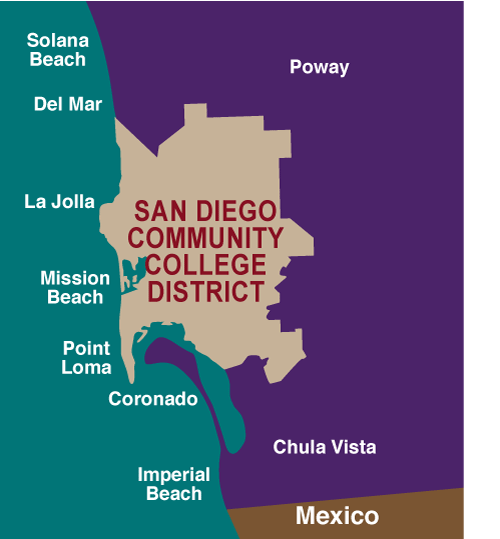 Solana
Beach
Poway
Del Mar
La Jolla
SAN DIEGO
COMMUNITY
COLLEGE
DISTRICT
Mission
Beach
Point
Loma
Coronado
Chula Vista
Imperial
Beach
Mexico